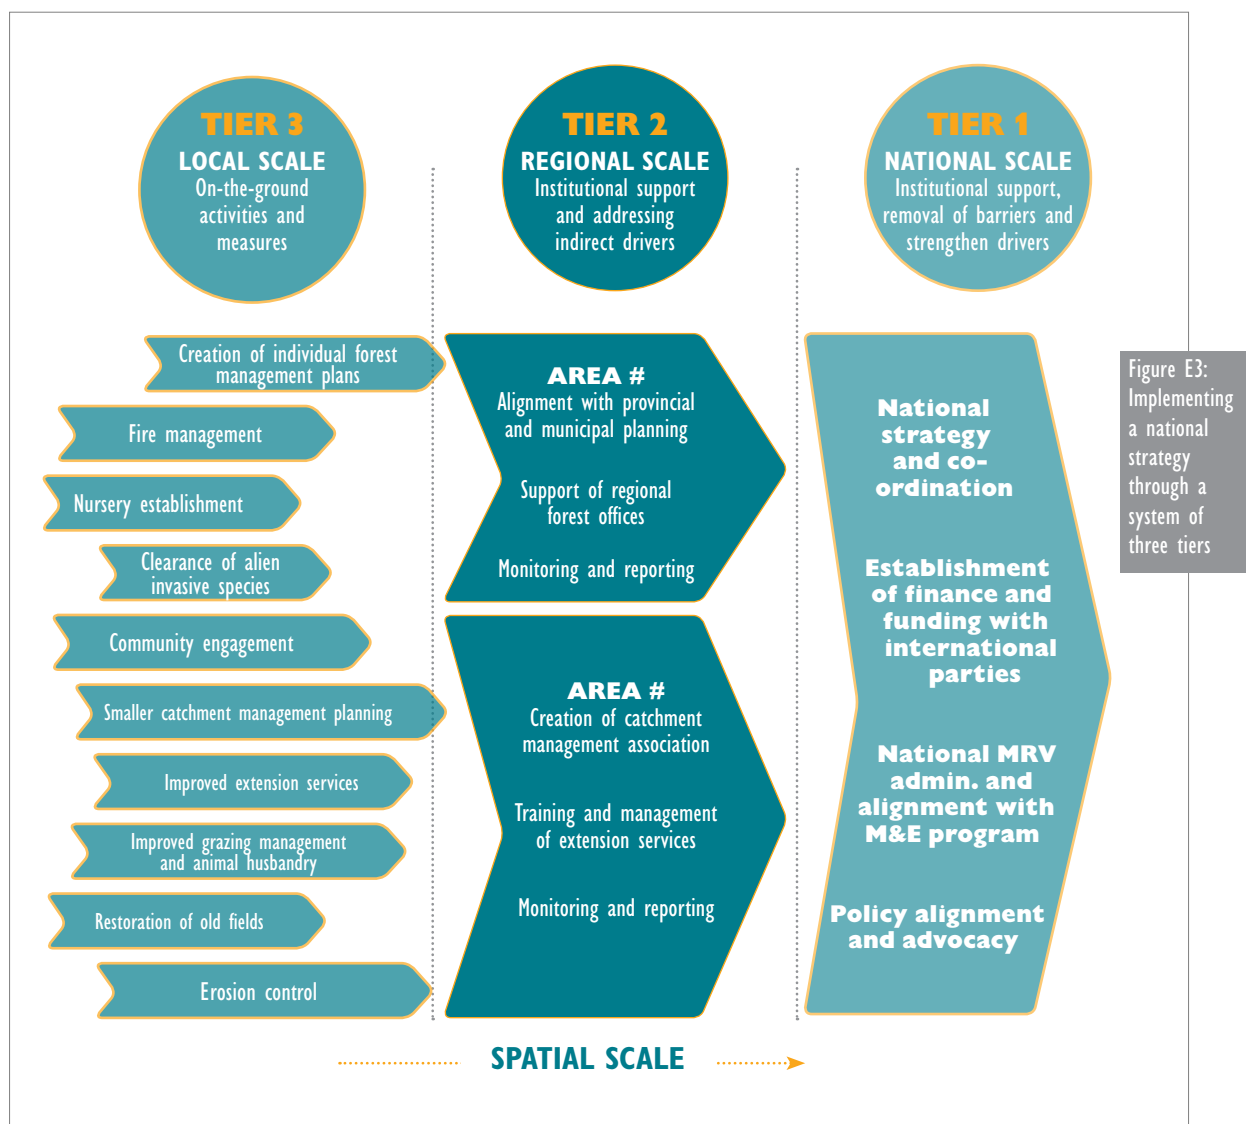 TIER 3
LOCAL SCALE
On-the-ground
activities and
measures
TIER 2
REGIONAL SCALE
Institutional support
and addressing
indirect drivers
TIER 1
NATIONAL SCALE
Institutional support,
removal of barriers and
strengthen drivers
Creation of individual forest
management plans
Fire management
Nursery establishment
Clearance of alien
invasive species
Community engagement
Smaller catchment management planning
Improved extension services
Improved grazing management
and animal husbandry
Restoration of old fields
Erosion control
AREA #
Alignment with provincial
and municipal planning
Support of regional
forest offices
Monitoring and reporting
AREA #
Creation of catchment
management association
Training and management
of extension services
Monitoring and reporting
National
strategy
and co-
ordination
Establishment
of finance and
funding with
international
parties
National MRV
admin. and
alignment with
M&E program
Policy alignment
and advocacy
Figure E3:
Implementing
a national
strategy
through a
system of
three tiers
SPATIAL SCALE